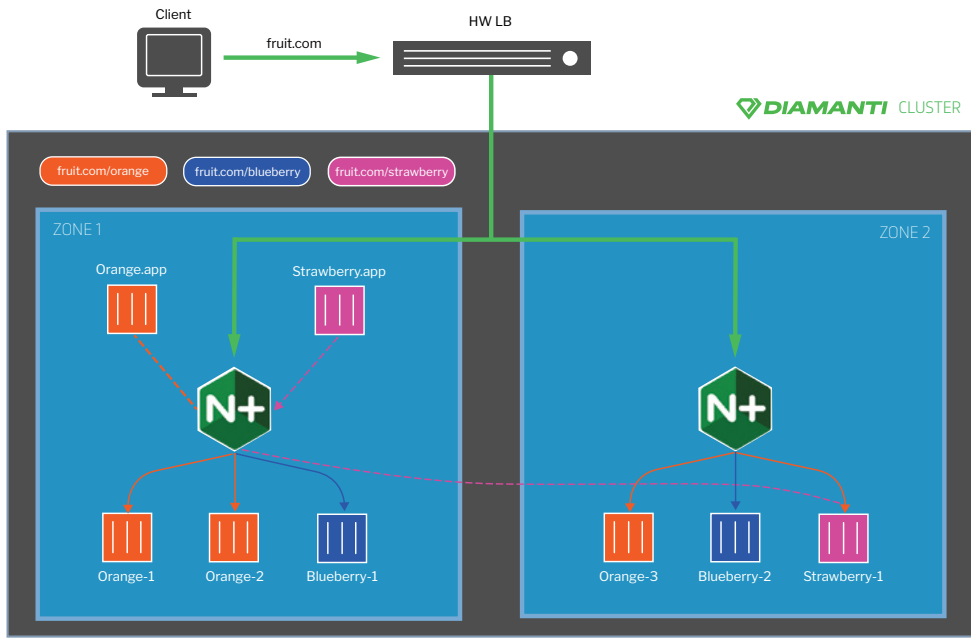 Client
HW LB
fruit.com
DIAMANTI CLUSTER
fruit.com/orange
fruit.com/blueberry
fruit.com/strawberry
ZONE 1
ZONE 2
Orange.app
Strawberry.app
N+
N+
Orange-1
Orange-2
Blueberry-1
Orange-3
Blueberry-2
Strawberry-1